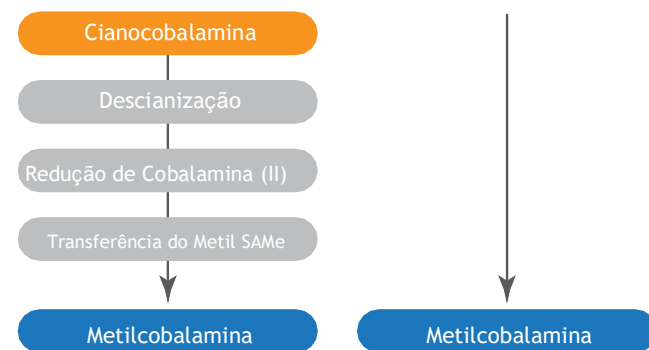 Cianocobalamina
Descianização
Redução de Cobalamina (II)
Transferência do Metil SAMe
Metilcobalamina
Metilcobalamina